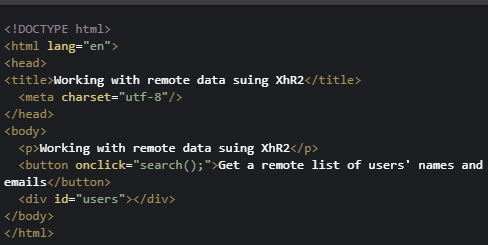 <!DOCTYPE html>
<html lang="en">
<head>
<title>Working with remote data suing XhR2</title>
  <meta charset="utf-8"/>
</head>
<body>
  <p>Working with remote data suing XhR2</p>
  <button onclick="search();">Get a remote list of users' names and
emails</button>
  <div id="users"></div>
</body>
</html>